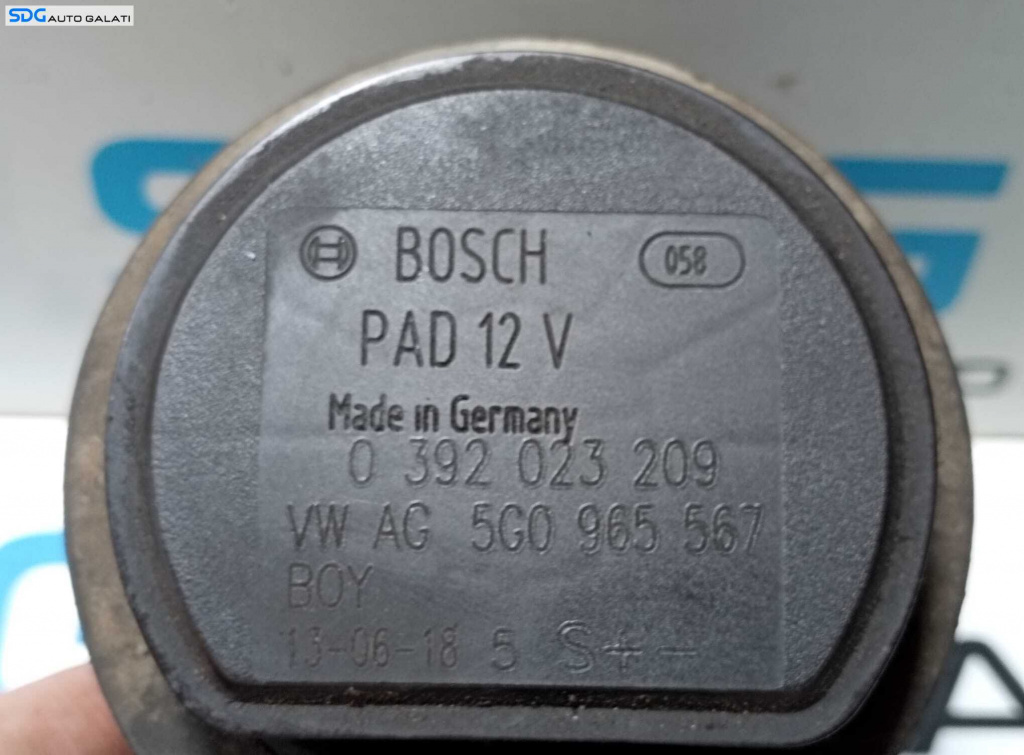 SDG AUTO GALATI
BOSCH 058
PAD 12 V
Made in Germany
0 392 023 209
VW AG 5G0 965 567
BOY
13-06-18 5 S+-